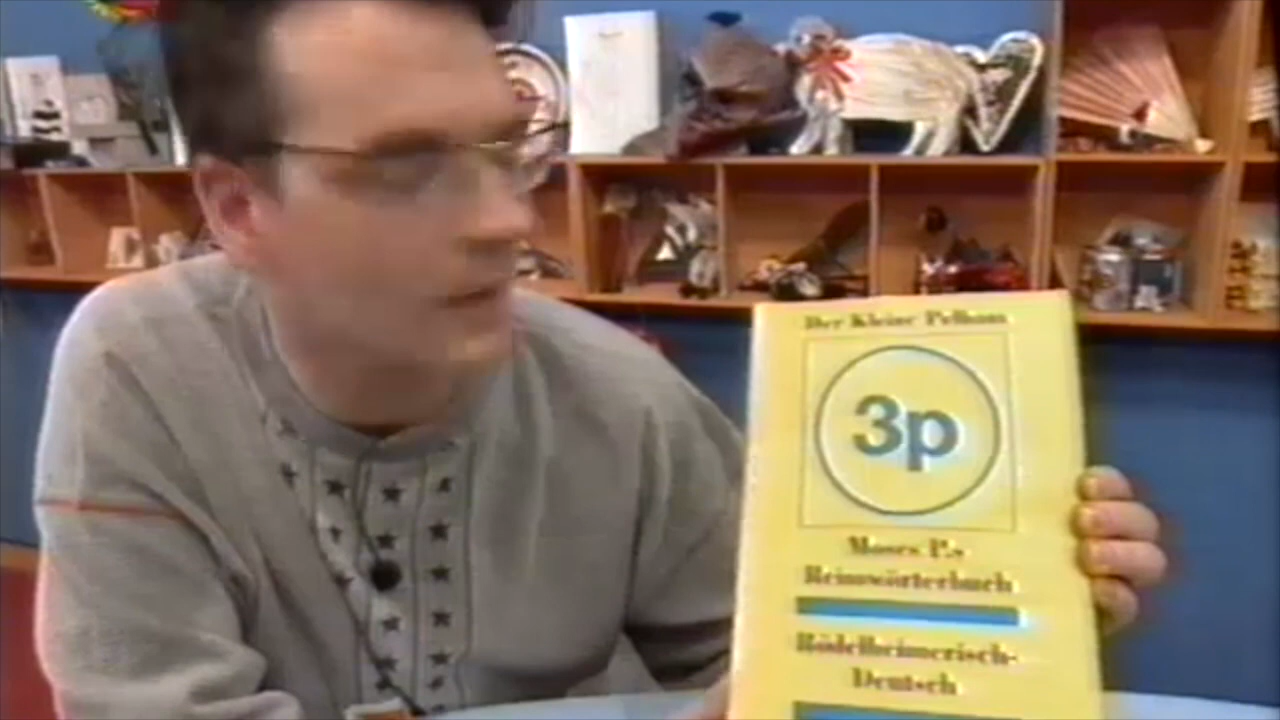 Der Kleine Pelham
3p
Moses P.s
Reimwörterbuch
Rödelheimerisch-
Deutsch